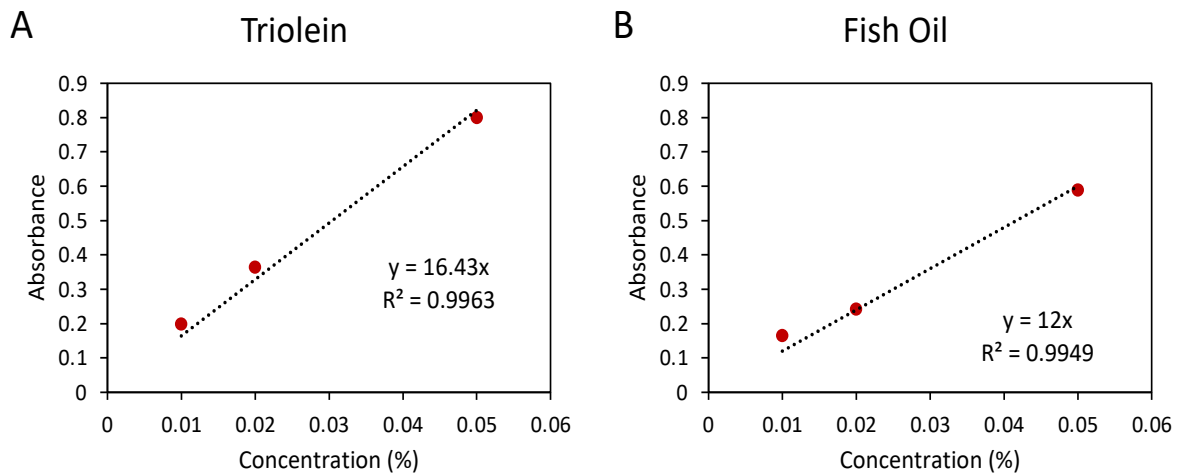 A
Triolein
0.9
0.8
0.7
0.6
0.5
0.4
0.3
0.2
0.1
0
Absorbance
y = 16.43x
R² = 0.9963
0 0.01 0.02 0.03 0.04 0.05 0.06
Concentration (%)
B
Fish Oil
0.9
0.8
0.7
0.6
0.5
0.4
0.3
0.2
0.1
0
Absorbance
y = 12x
R² = 0.9949
0 0.01 0.02 0.03 0.04 0.05 0.06
Concentration (%)